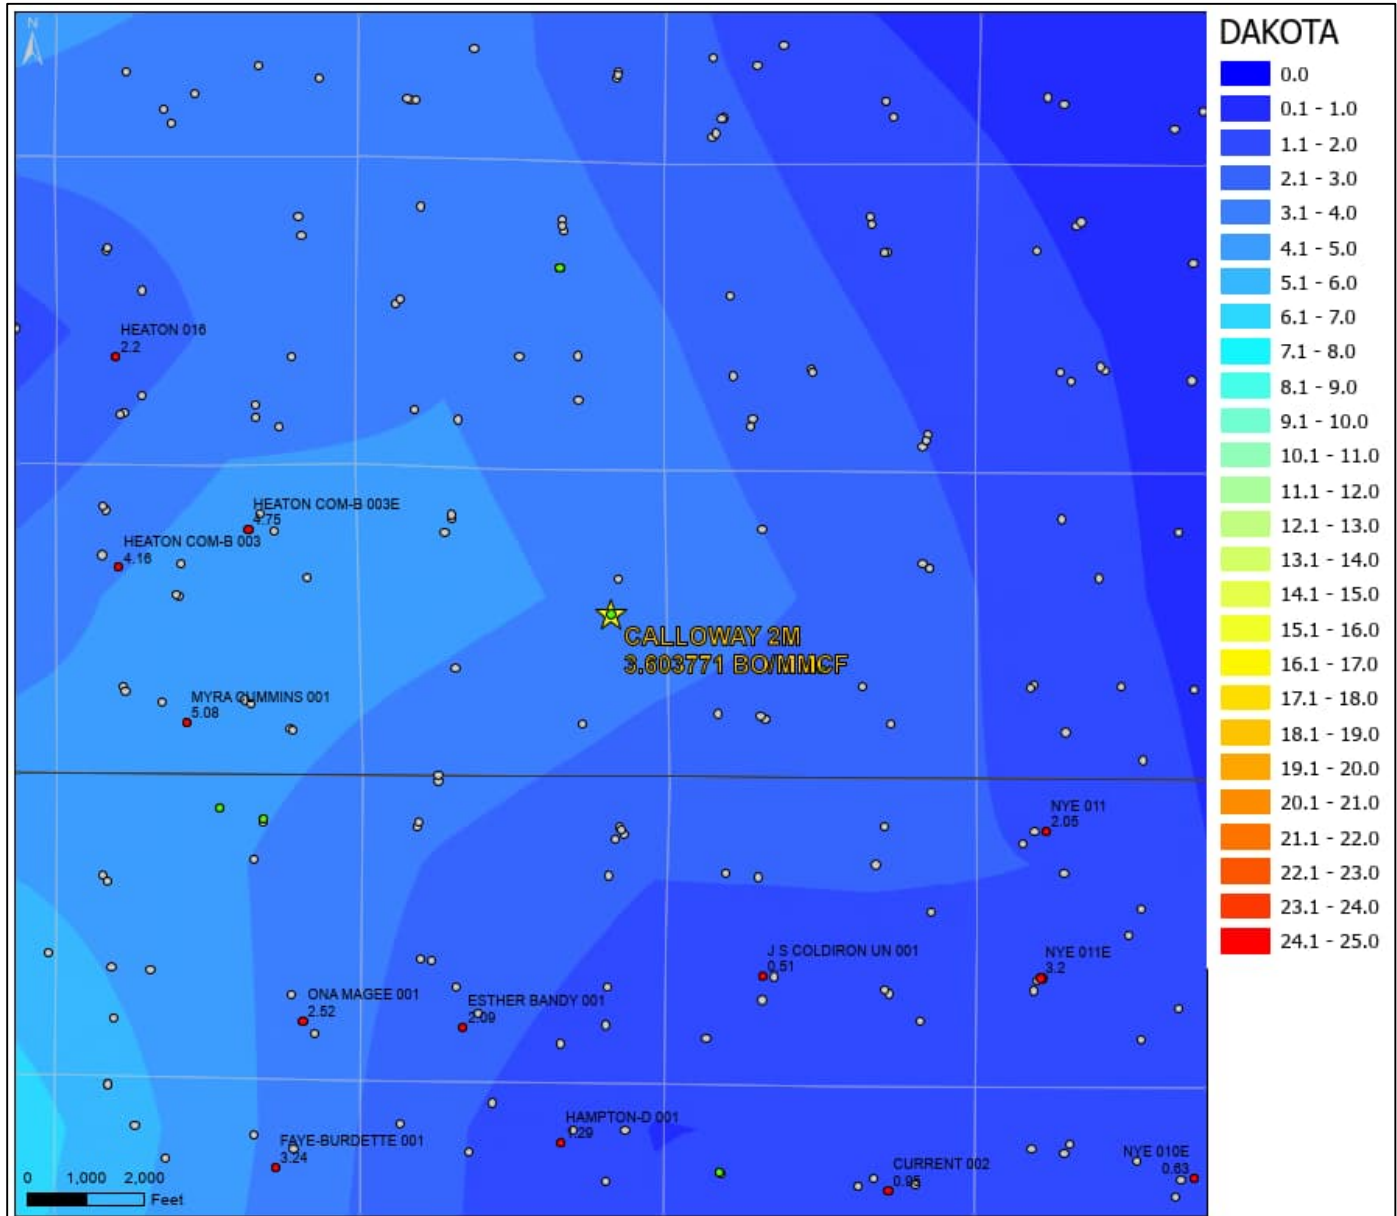 N
DAKOTA
0.0
0.1 - 1.0
1.1 - 2.0
2.1 - 3.0
3.1 - 4.0
4.1 - 5.0
5.1 - 6.0
6.1 - 7.0
7.1 - 8.0
8.1 - 9.0
9.1 - 10.0
10.1 - 11.0
11.1 - 12.0
12.1 - 13.0
13.1 - 14.0
14.1 - 15.0
15.1 - 16.0
16.1 - 17.0
17.1 - 18.0
18.1 - 19.0
19.1 - 20.0
20.1 - 21.0
21.1 - 22.0
22.1 - 23.0
23.1 - 24.0
24.1 - 25.0
HEATON 016
2.2
HEATON COM-B 003E
4.75
HEATON COM-B 003
4.16
CALLOWAY 2M
3.603771 BO/MMCF
MYRA CUMMINS 001
5.08
NYE 011
2.05
J S COLDIRON UN 001
0.51
NYE 011E
3.2
ONA MAGEE 001
2.52
ESTHER BANDY 001
2.09
HAMPTON-D 001
1.29
FAYE-BURDETTE 001
3.24
CURRENT 002
0.95
NYE 010E
0.63
0 1,000 2,000
Feet